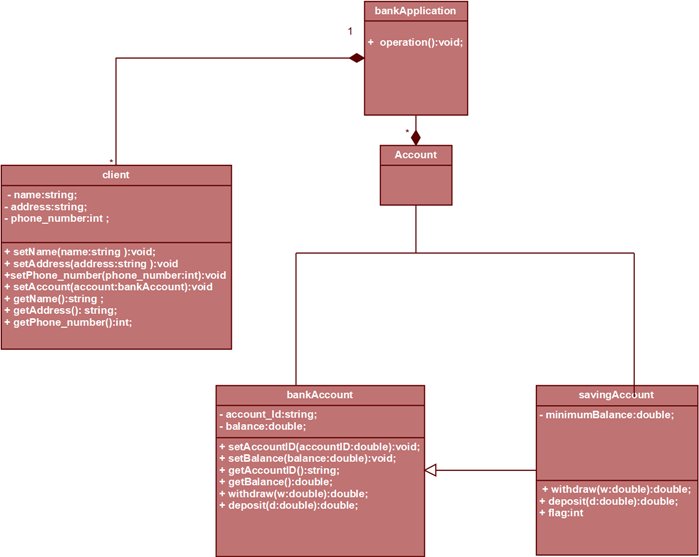 bankApplication
+ operation():void;
1
*
Account
*
client
- name:string;
- address:string;
- phone_number:int ;
+ setName(name:string ):void;
+ setAddress(address:string ):void
+setPhone_number(phone_number:int):void
+ setAccount(account:bankAccount):void
+ getName():string ;
+ getAddress(): string;
+ getPhone_number():int;
bankAccount
- account_Id:string;
- balance:double;
+ setAccountID(accountID:double):void;
+ setBalance(balance:double):void;
+ getAccountID():string;
+ getBalance():double;
+ withdraw(w:double):double;
+ deposit(d:double):double;
savingAccount
- minimumBalance:double;
+ withdraw(w:double):double;
+ deposit(d:double):double;
+ flag:int